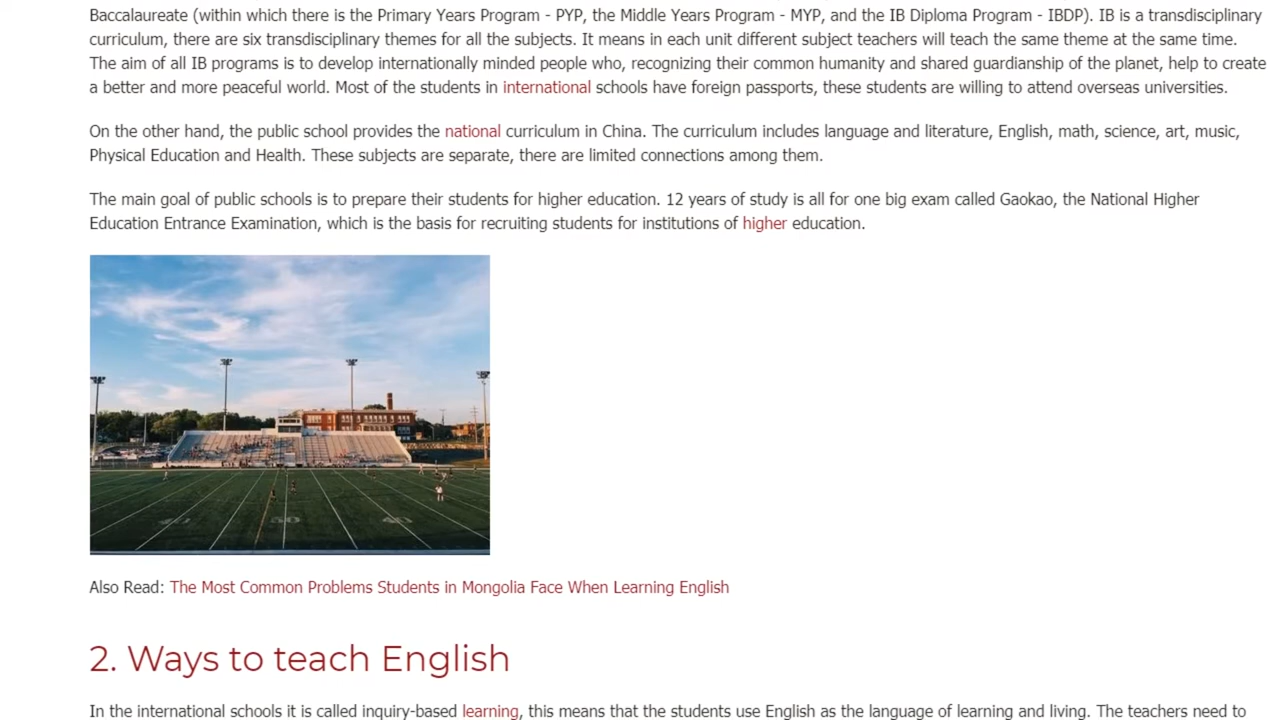 Baccalaureate (within which there is the Primary Years Program - PYP, the Middle Years Program - MYP, and the IB Diploma Program - IBDP). IB is a transdisciplinary
curriculum, there are six transdisciplinary themes for all the subjects. It means in each unit different subject teachers will teach the same theme at the same time.
The aim of all IB programs is to develop internationally minded people who, recognizing their common humanity and shared guardianship of the planet, help to create
a better and more peaceful world. Most of the students in international schools have foreign passports, these students are willing to attend overseas universities.
On the other hand, the public school provides the national curriculum in China. The curriculum includes language and literature, English, math, science, art, music,
Physical Education and Health. These subjects are separate, there are limited connections among them.
The main goal of public schools is to prepare their students for higher education. 12 years of study is all for one big exam called Gaokao, the National Higher
Education Entrance Examination, which is the basis for recruiting students for institutions of higher education.
50
Also Read: The Most Common Problems Students in Mongolia Face When Learning English
2. Ways to teach English
In the international schools it is called inquiry-based learning, this means that the students use English as the language of learning and living. The teachers need to